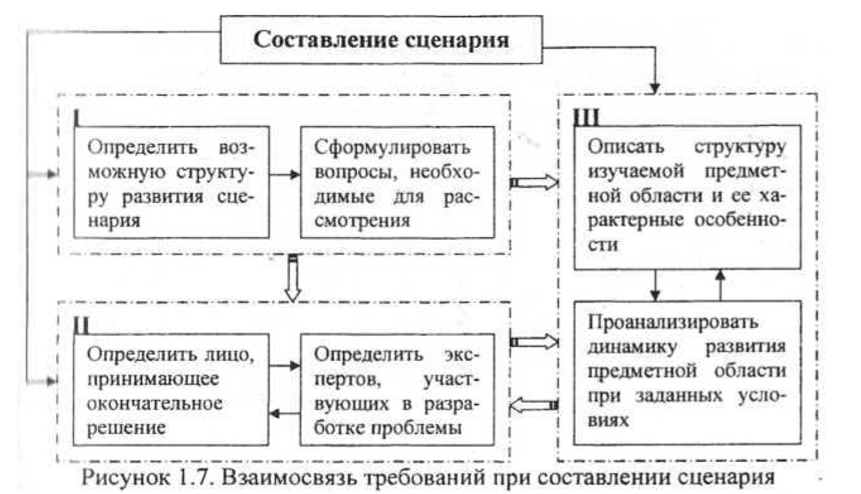 Составление сценария
I
Определить воз-
можную структу-
ру развития сце-
нария
Сформулировать
вопросы, необхо-
димые для рас-
смотрения
III
Описать структуру
изучаемой предмет-
ной области и ее ха-
рактерные особенно-
сти
II
Определить лицо,
принимающее
окончательное
решение
Определить экс-
пертов, участ-
вующих в разра-
ботке проблемы
Проанализировать
динамику развития
предметной области
при заданных усло-
виях
Рисунок 1.7. Взаимосвязь требований при составлении сценария